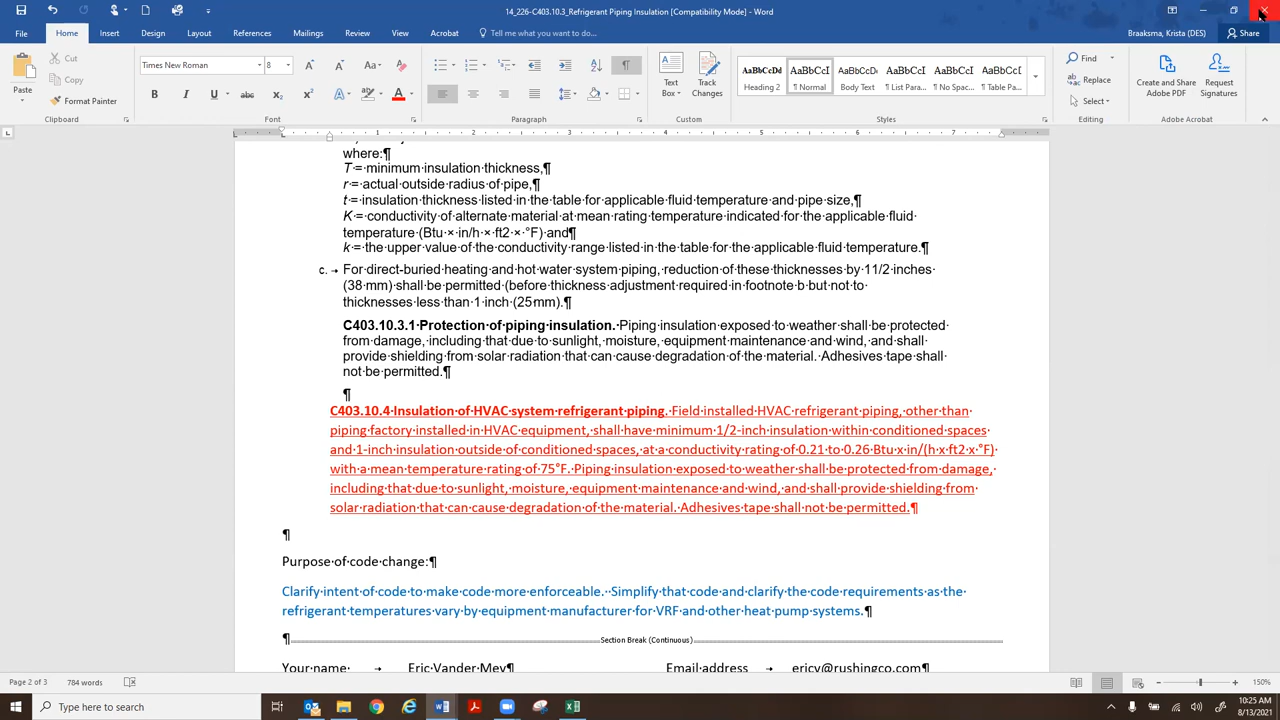 14_226-C403.10.3_Refrigerant Piping Insulation [Compatibility Mode] - Word
Braaksma, Krista (DES)
File Home Insert Design Layout References Mailings Review View Acrobat Tell me what you want to do... Share
Paste
Cut
Copy
Format Painter
Times New Roman 8
Aa
B I U abc X2 X2 A A
Text Box
Track Changes
AaBbCcDd Heading 2
AaBbCcI ¶ Normal
AaBbCcDc Body Text
AaBbCcI ¶ List Para...
AaBbCcI ¶ No Spac...
AaBbCcI ¶ Table Pa...
Find
Replace
Select
Create and Share Adobe PDF
Request Signatures
Clipboard Font Paragraph Custom Styles Editing Adobe Acrobat
1 2 3 4 5 6 7
where:¶
T·=·minimum·insulation·thickness,¶
r·=·actual·outside·radius·of·pipe,¶
t·=·insulation·thickness·listed·in·the·table·for·applicable·fluid·temperature·and·pipe·size,¶
K·=·conductivity·of·alternate·material·at·mean·rating·temperature·indicated·for·the·applicable·fluid·
temperature·(Btu·×·in/h·×·ft2·×·°F)·and¶
k·=·the·upper·value·of·the·conductivity·range·listed·in·the·table·for·the·applicable·fluid·temperature.¶
c. → For·direct-buried·heating·and·hot·water·system·piping,·reduction·of·these·thicknesses·by·11/2·inches·
(38·mm)·shall·be·permitted·(before·thickness·adjustment·required·in·footnote·b·but·not·to·
thicknesses·less·than·1·inch·(25·mm).¶
C403.10.3.1·Protection·of·piping·insulation.·Piping·insulation·exposed·to·weather·shall·be·protected·
from·damage,·including·that·due·to·sunlight,·moisture,·equipment·maintenance·and·wind,·and·shall·
provide·shielding·from·solar·radiation·that·can·cause·degradation·of·the·material.·Adhesives·tape·shall·
not·be·permitted.¶
¶
C403.10.4·Insulation·of·HVAC·system·refrigerant·piping.·Field·installed·HVAC·refrigerant·piping,·other·than·
piping·factory·installed·in·HVAC·equipment,·shall·have·minimum·1/2-inch·insulation·within·conditioned·spaces·
and·1-inch·insulation·outside·of·conditioned·spaces,·at·a·conductivity·rating·of·0.21·to·0.26·Btu·x·in/(h·x·ft2·x·°F)·
with·a·mean·temperature·rating·of·75°F.·Piping·insulation·exposed·to·weather·shall·be·protected·from·damage,·
including·that·due·to·sunlight,·moisture,·equipment·maintenance·and·wind,·and·shall·provide·shielding·from·
solar·radiation·that·can·cause·degradation·of·the·material.·Adhesives·tape·shall·not·be·permitted.¶
¶
Purpose·of·code·change:¶
Clarify·intent·of·code·to·make·code·more·enforceable.··Simplify·that·code·and·clarify·the·code·requirements·as·the·
refrigerant·temperatures·vary·by·equipment·manufacturer·for·VRF·and·other·heat·pump·systems.¶
¶ Section Break (Continuous)
Your·name· → Eric·Vander·Mey¶ Email·address → ericv@rushingco.com¶
Page 2 of 3 784 words 150%
Type here to search
10:25 AM
8/13/2021